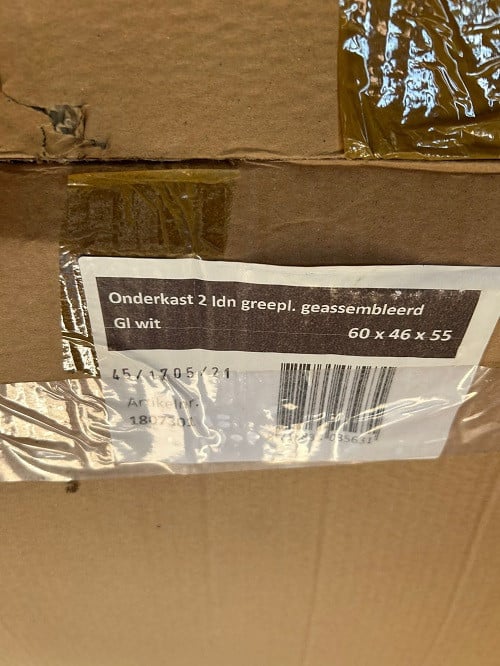 Onderkast 2 ldn greepl. geassembleerd
Gl wit
60 x 46 x 55
45/1705/21
Artikelnr.